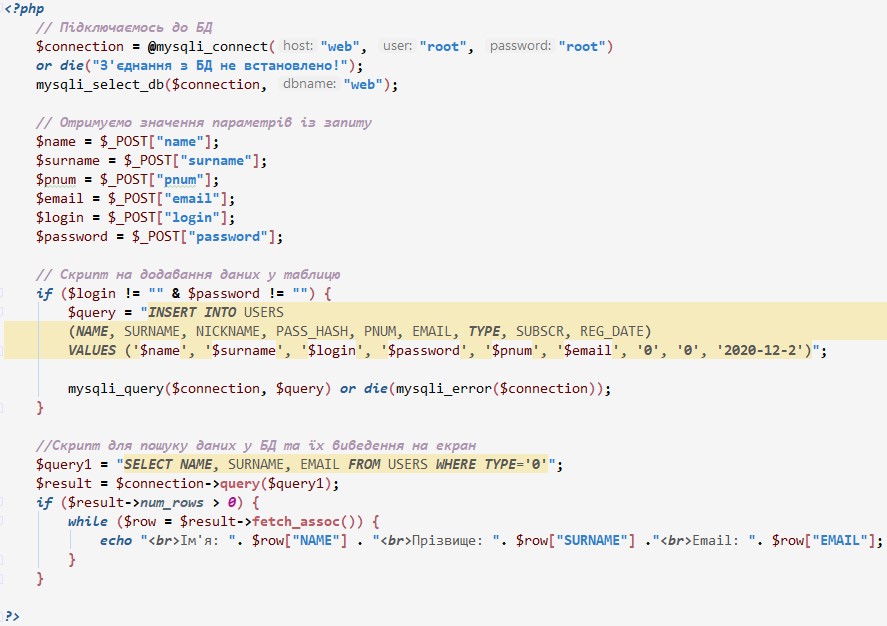 <?php
// Підключаємось до БД
$connection = @mysqli_connect( host: "web", user: "root", password: "root")
or die("З'єднання з БД не встановлено!");
mysqli_select_db($connection, dbname: "web");
// Отримуємо значення параметрів із запиту
$name = $_POST["name"];
$surname = $_POST["surname"];
$pnum = $_POST["pnum"];
$email = $_POST["email"];
$login = $_POST["login"];
$password = $_POST["password"];
// Скрипт на додавання даних у таблицю
if ($login != "" & $password != "") {
$query = "INSERT INTO USERS
(NAME, SURNAME, NICKNAME, PASS_HASH, PNUM, EMAIL, TYPE, SUBSCR, REG_DATE)
VALUES ('$name', '$surname', '$login', '$password', '$pnum', '$email', '0', '0', '2020-12-2')";
mysqli_query($connection, $query) or die(mysqli_error($connection));
}
//Скрипт для пошуку даних у БД та їх виведення на екран
$query1 = "SELECT NAME, SURNAME, EMAIL FROM USERS WHERE TYPE='0'";
$result = $connection->query($query1);
if ($result->num_rows > 0) {
while ($row = $result->fetch_assoc()) {
echo "<br>Ім'я: ". $row["NAME"] . "<br>Прізвище: ". $row["SURNAME"] ."<br>Email: ". $row["EMAIL"];
}
}
?>